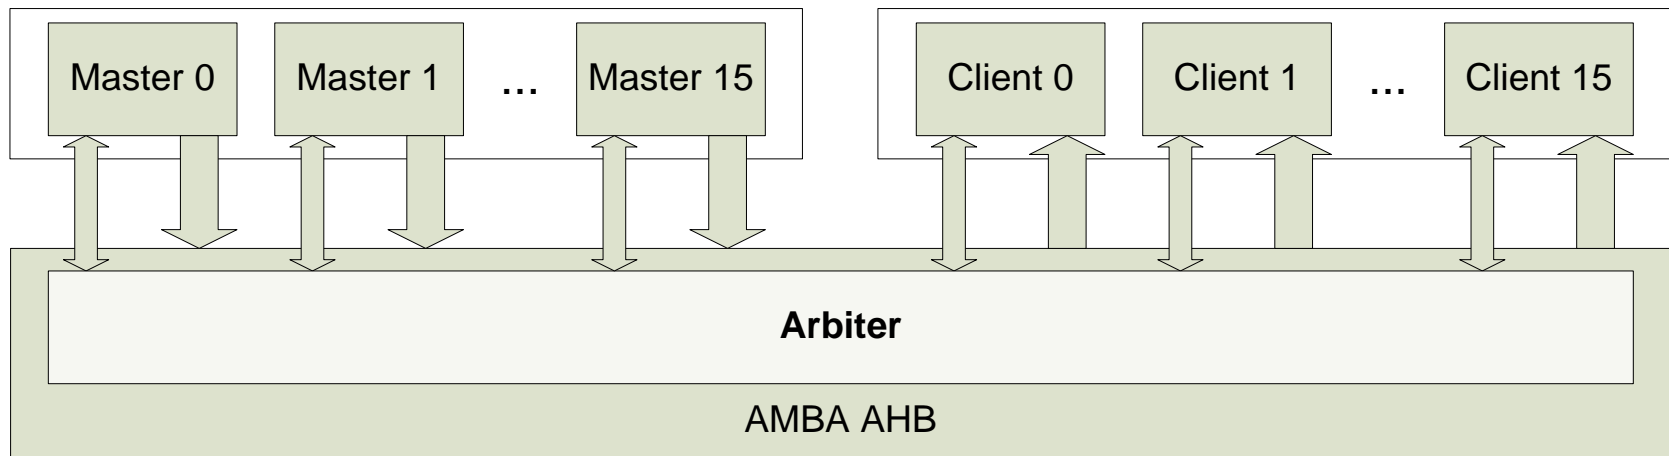 Master 0 Master 1 ... Master 15 Client 0 Client 1 ... Client 15
Arbiter
AMBA AHB